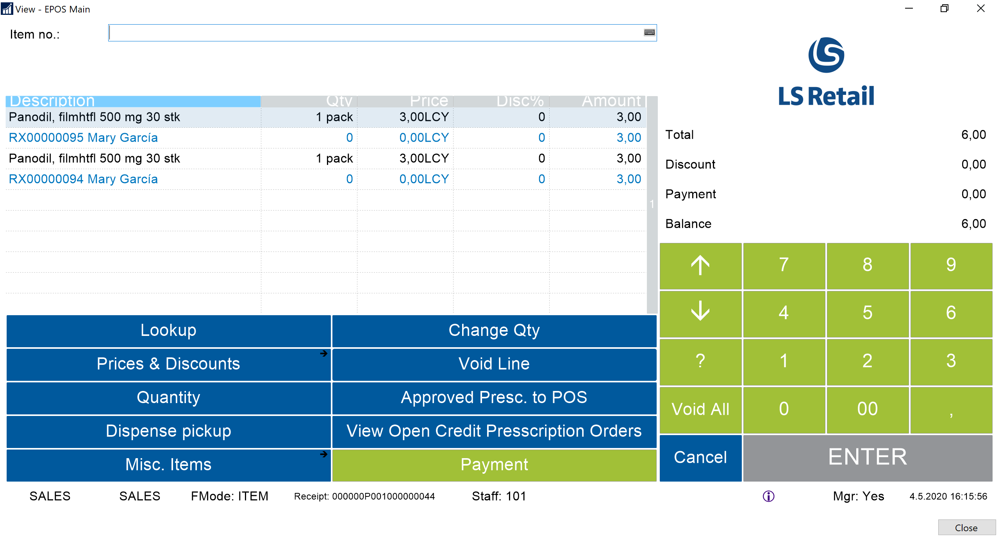 View - EPOS Main
Item no.:
LS Retail
Description Qty Price Disc% Amount
Panodil, filmhtfl 500 mg 30 stk 1 pack 3,00LCY 0 3,00
RX00000095 Mary García 0 0,00LCY 0 3,00
Panodil, filmhtfl 500 mg 30 stk 1 pack 3,00LCY 0 3,00
RX00000094 Mary García 0 0,00LCY 0 3,00
1
Total 6,00
Discount 0,00
Payment 0,00
Balance 6,00
7 8 9
4 5 6
? 1 2 3
Void All 0 00 ,
Cancel ENTER
Lookup Change Qty
Prices & Discounts Void Line
Quantity Approved Presc. to POS
Dispense pickup View Open Credit Presscription Orders
Misc. Items Payment
SALES SALES FMode: ITEM Receipt: 000000P001000000044 Staff: 101 Mgr: Yes 4.5.2020 16:15:56
Close